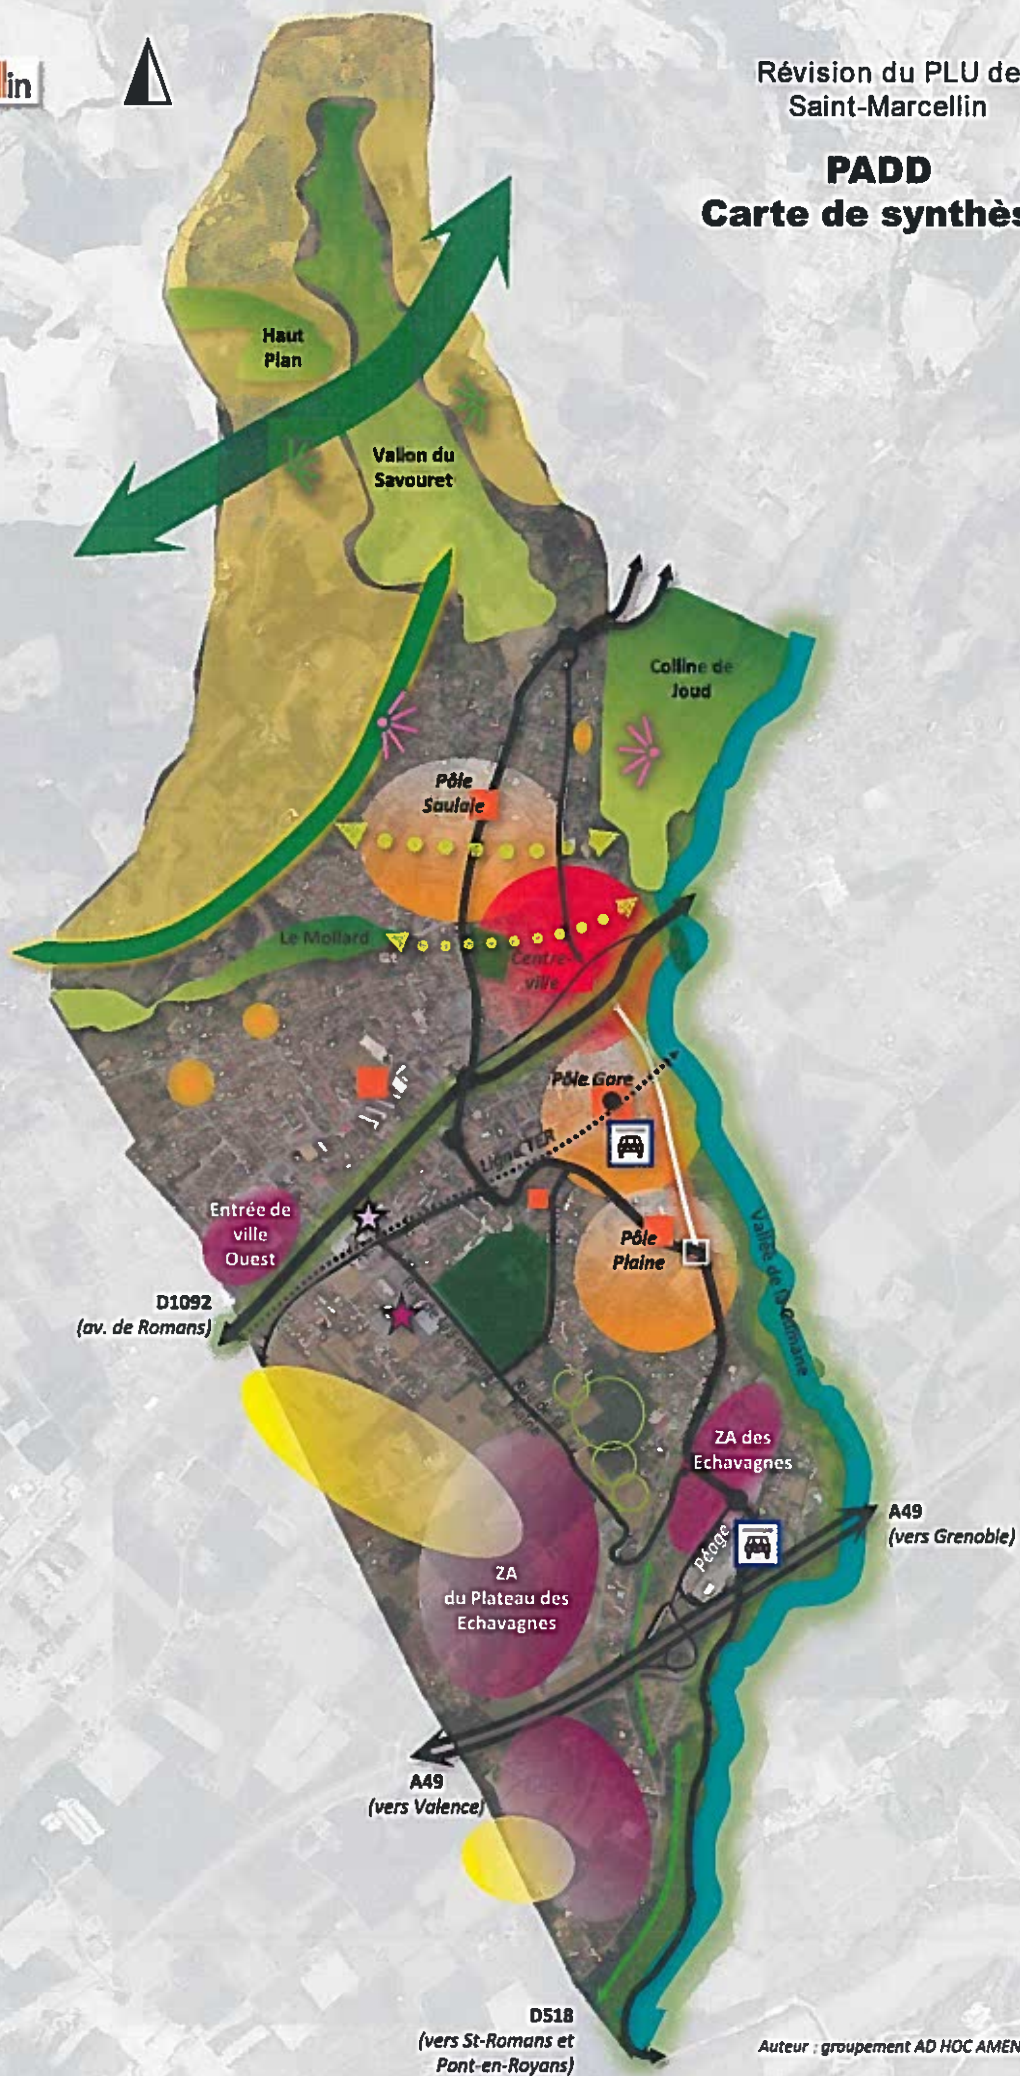 lin
Révision du PLU de
Saint-Marcellin
PADD
Carte de synthès
Haut
Plan
Vallon du
Savouret
Colline de
Joud
Pôle
Saulaie
Le Mollard
Centre-
ville
Pôle Gare
Ligne TER
Entrée de
ville
Ouest
Pôle
Plaine
Vallée de la Cumane
D1092
(av. de Romans)
ZA des
Echavagnes
A49
(vers Grenoble)
Péage
ZA
du Plateau des
Echavagnes
A49
(vers Valence)
D518
(vers St-Romans et
Pont-en-Royans)
Auteur : groupement AD HOC AMEN